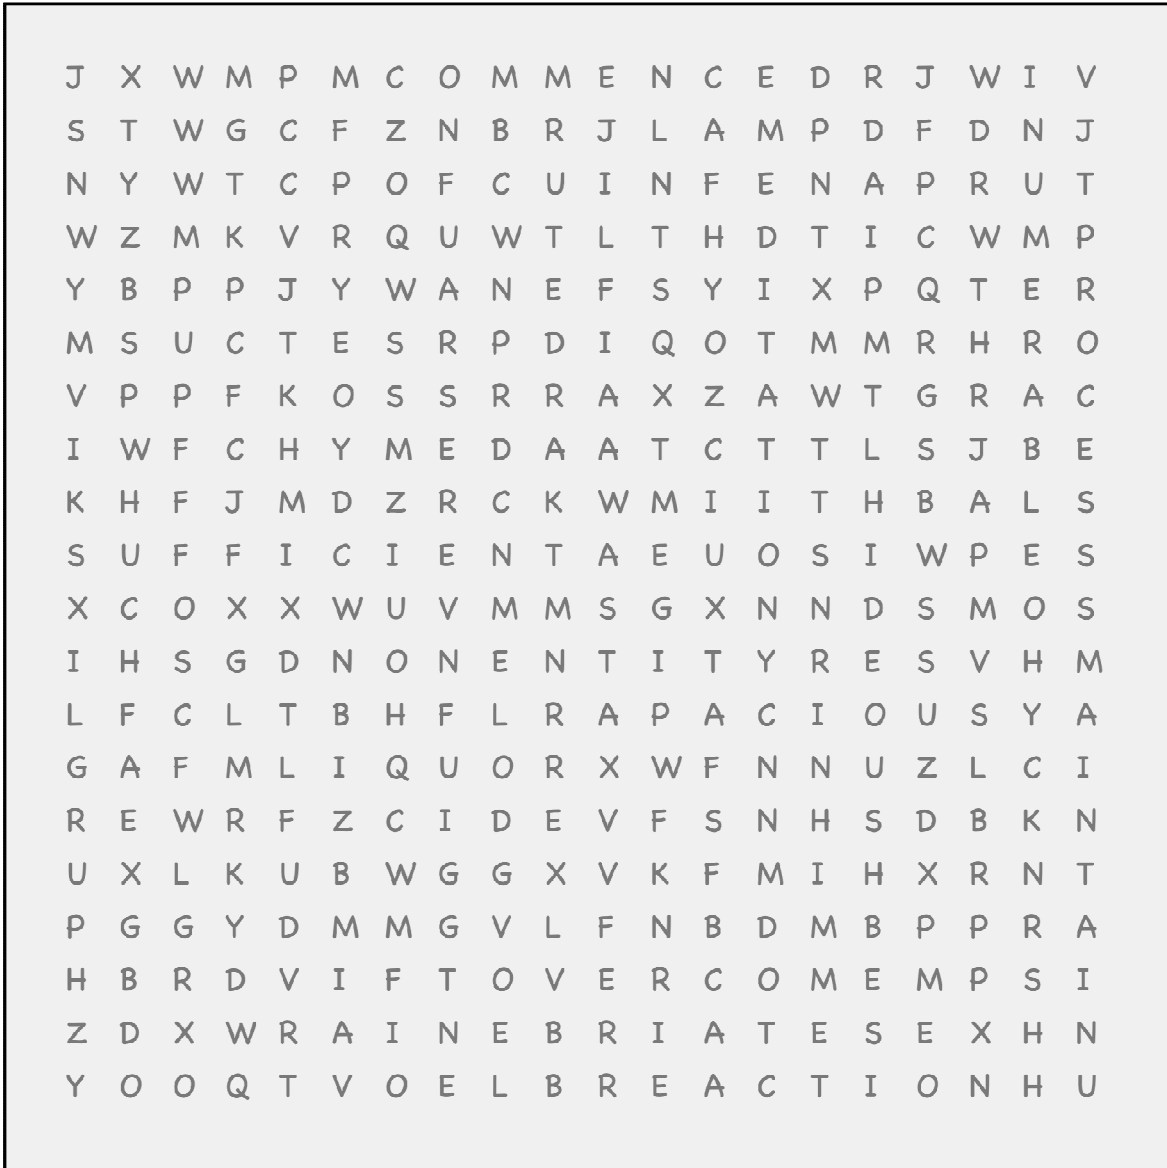 J X W M P M C O M M E N C E D R J W I V
S T W G C F Z N B R J L A M P D F D N J
N Y W T C P O F C U I N F E N A P R U T
W Z M K V R Q U W T L T H D T I C W M P
Y B P P J Y W A N E F S Y I X P Q T E R
M S U C T E S R P D I Q O T M M R H R O
V P P F K O S S R R A X Z A W T G R A C
I W F C H Y M E D A A T C T T L S J B E
K H F J M D Z R C K W M I I T H B A L S
S U F F I C I E N T A E U O S I W P E S
X C O X X W U V M M S G X N N D S M O S
I H S G D N O N E N T I T Y R E S V H M
L F C L T B H F L R A P A C I O U S Y A
G A F M L I Q U O R X W F N N U Z L C I
R E W R F Z C I D E V F S N H S D B K N
U X L K U B W G G X V K F M I H X R N T
P G G Y D M M G V L F N B D M B P P R A
H B R D V I F T O V E R C O M E M P S I
Z D X W R A I N E B R I A T E S E X H N
Y O O Q T V O E L B R E A C T I O N H U